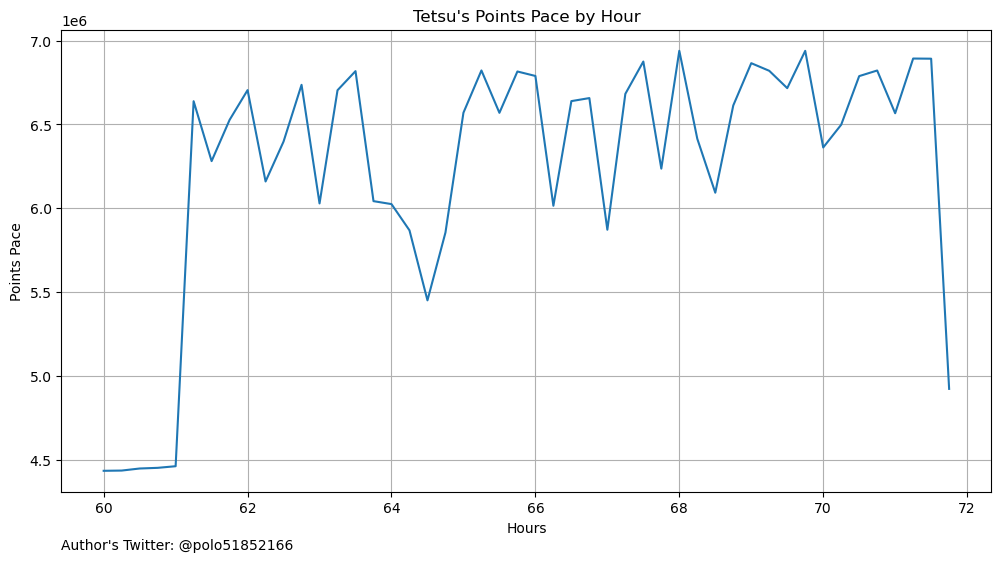 Tetsu's Points Pace by Hour
1e6
7.0
6.5
6.0
5.5
5.0
4.5
Points Pace
60 62 64 66 68 70 72
Hours
Author's Twitter: @polo51852166